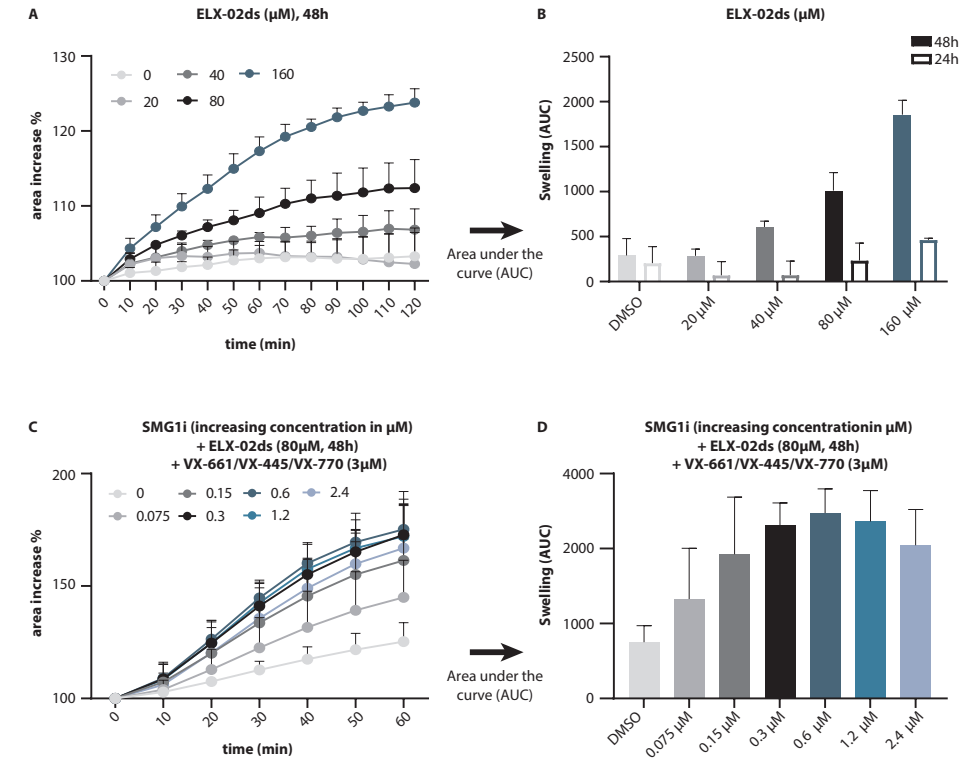 A
ELX-02ds (µM), 48h
130
120
110
100
area increase %
0
20
40
80
160
0
10
20
30
40
50
60
70
80
90
100
110
120
time (min)
Area under the
curve (AUC)
B
ELX-02ds (µM)
48h
24h
2500
2000
1500
1000
500
0
Swelling (AUC)
DMSO
20 µM
40 µM
80 µM
160 µM
C
SMG1i (increasing concentration in µM)
+ ELX-02ds (80µM, 48h)
+ VX-661/VX-445/VX-770 (3µM)
200
150
100
area increase %
0
0.075
0.15
0.3
0.6
1.2
2.4
0
10
20
30
40
50
60
time (min)
Area under the
curve (AUC)
D
SMG1i (increasing concentrationin µM)
+ ELX-02ds (80µM, 48h)
+ VX-661/VX-445/VX-770 (3µM)
4000
2000
1000
0
Swelling (AUC)
DMSO
0.075 µM
0.15 µM
0.3 µM
0.6 µM
1.2 µM
2.4 µM